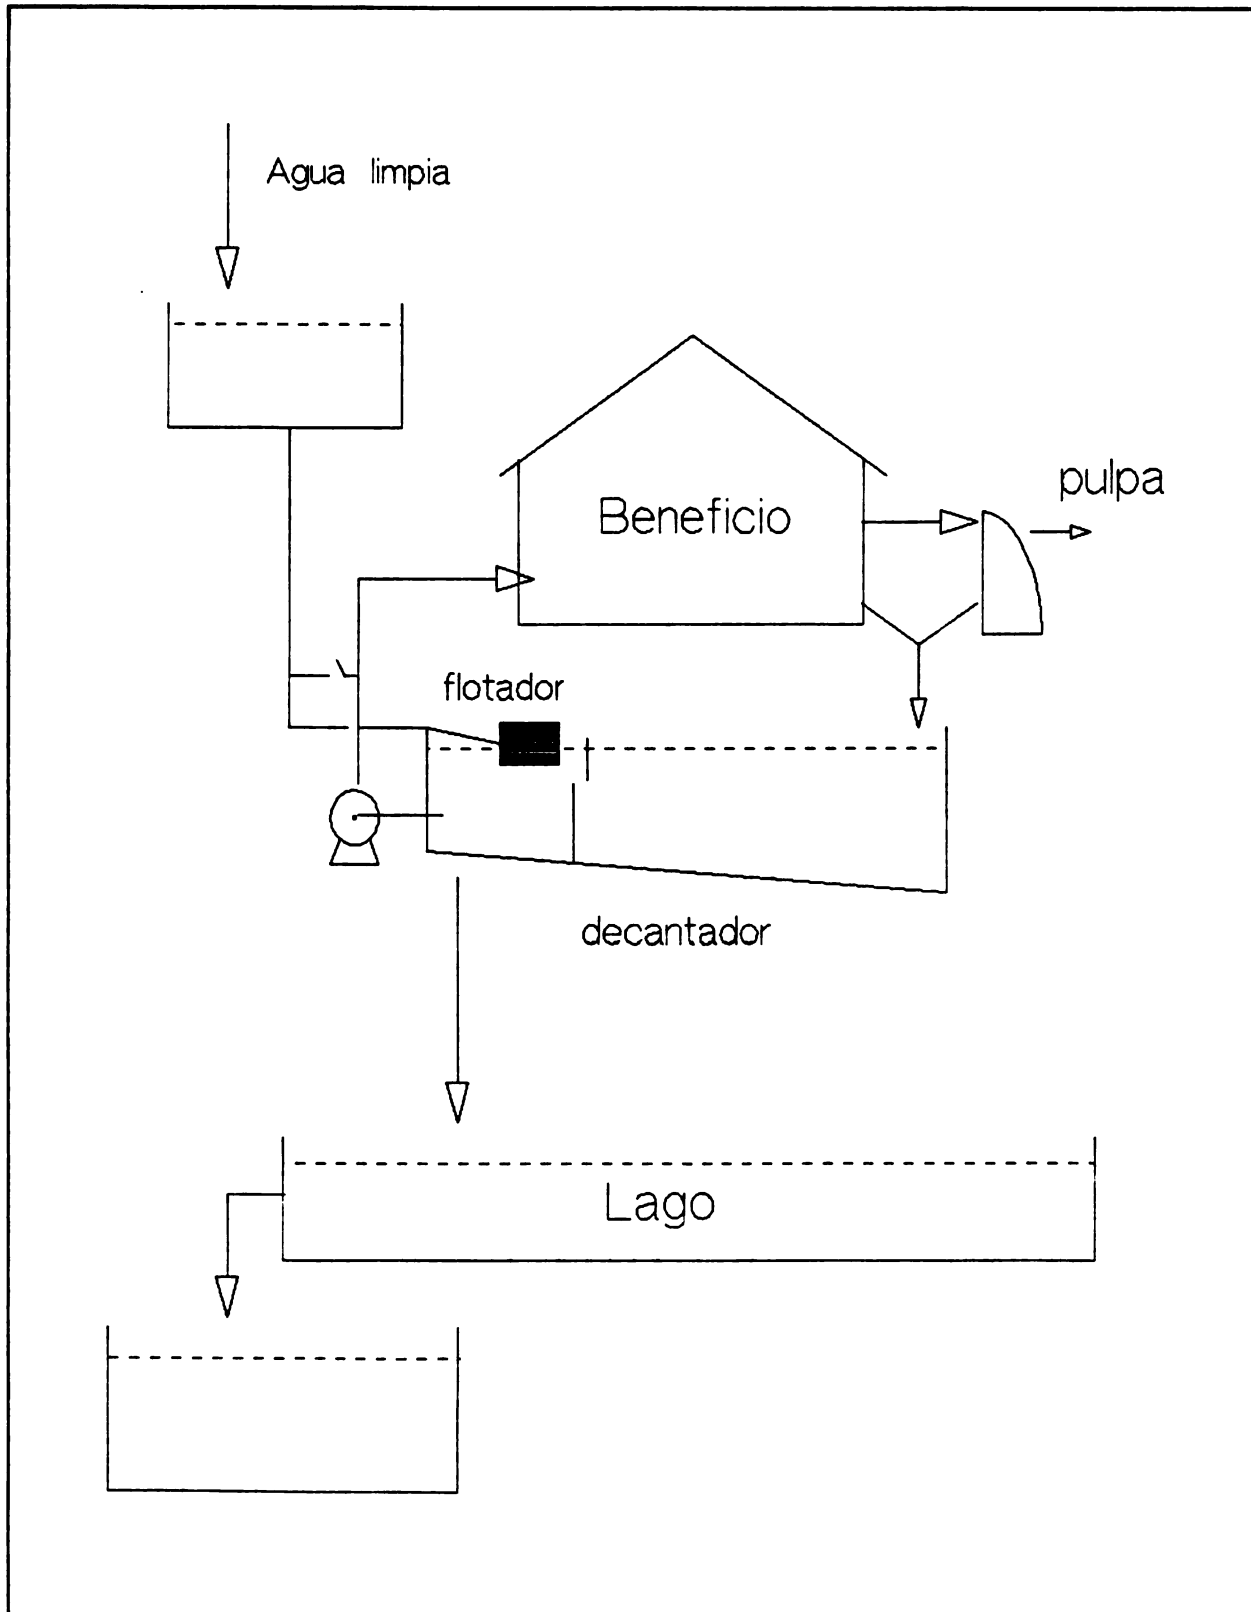 Agua limpia
pulpa
Beneficio
flotador
decantador
Lago